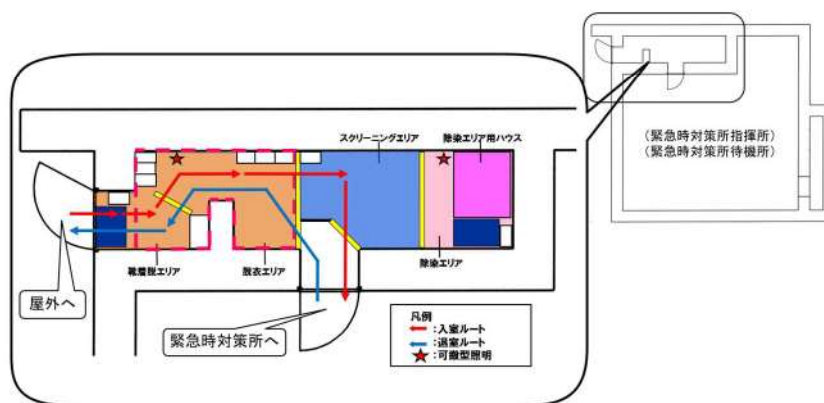 スクリーニングエリア
除染エリア用ハウス
(緊急時対策所指揮所)
(緊急時対策所待機所)
靴着脱エリア
脱衣エリア
除染エリア
屋外へ
緊急時対策所へ
凡例
:入室ルート
:退室ルート
:可搬型照明